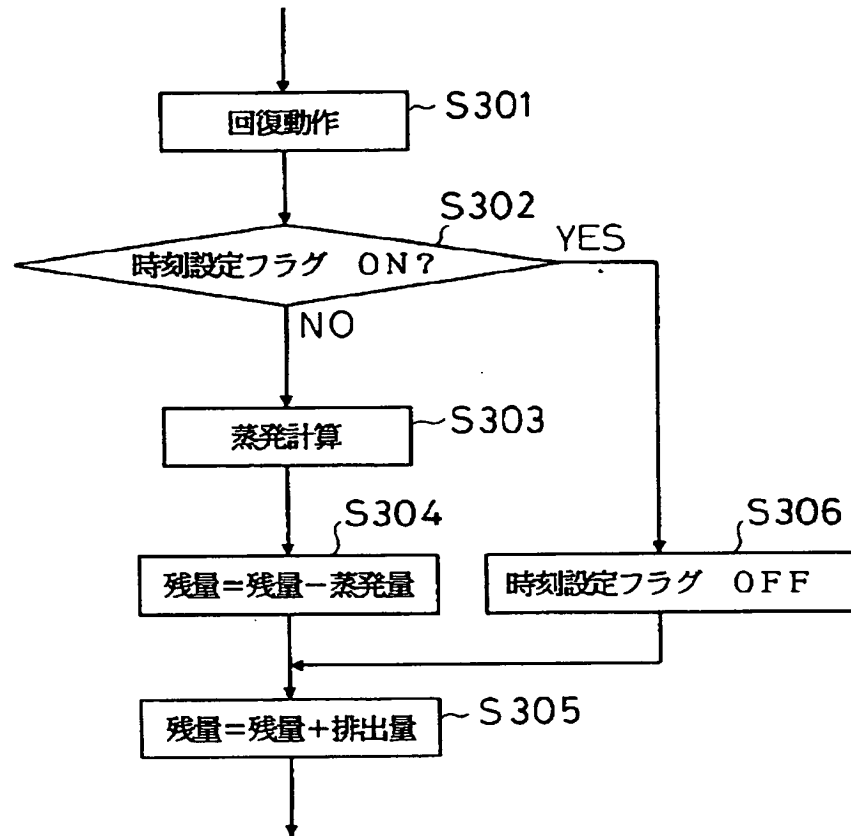 回復動作
S301
S302
時刻設定フラグ ON?
YES
NO
蒸発計算
S303
S304
残量=残量-蒸発量
S306
時刻設定フラグ OFF
残量=残量+排出量
S305